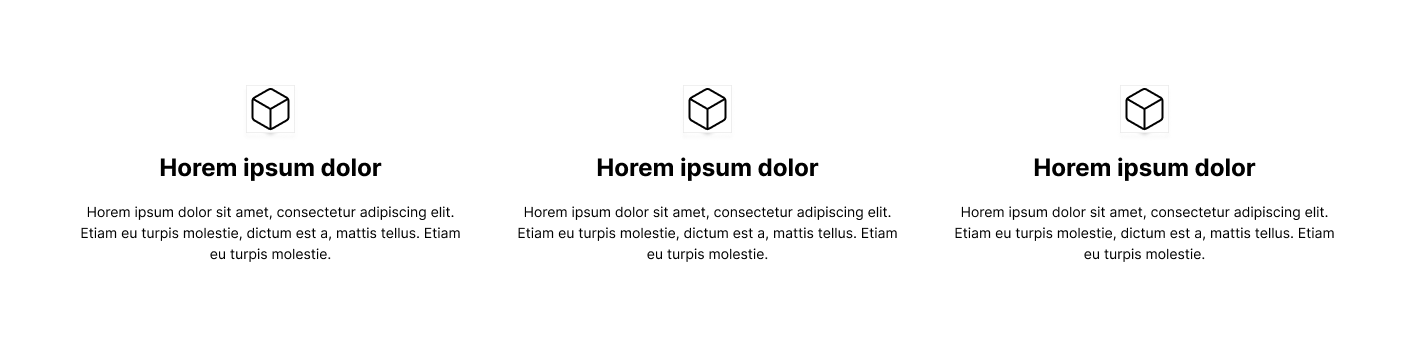 Horem ipsum dolor
Horem ipsum dolor sit amet, consectetur adipiscing elit.
Etiam eu turpis molestie, dictum est a, mattis tellus. Etiam
eu turpis molestie.
Horem ipsum dolor
Horem ipsum dolor sit amet, consectetur adipiscing elit.
Etiam eu turpis molestie, dictum est a, mattis tellus. Etiam
eu turpis molestie.
Horem ipsum dolor
Horem ipsum dolor sit amet, consectetur adipiscing elit.
Etiam eu turpis molestie, dictum est a, mattis tellus. Etiam
eu turpis molestie.